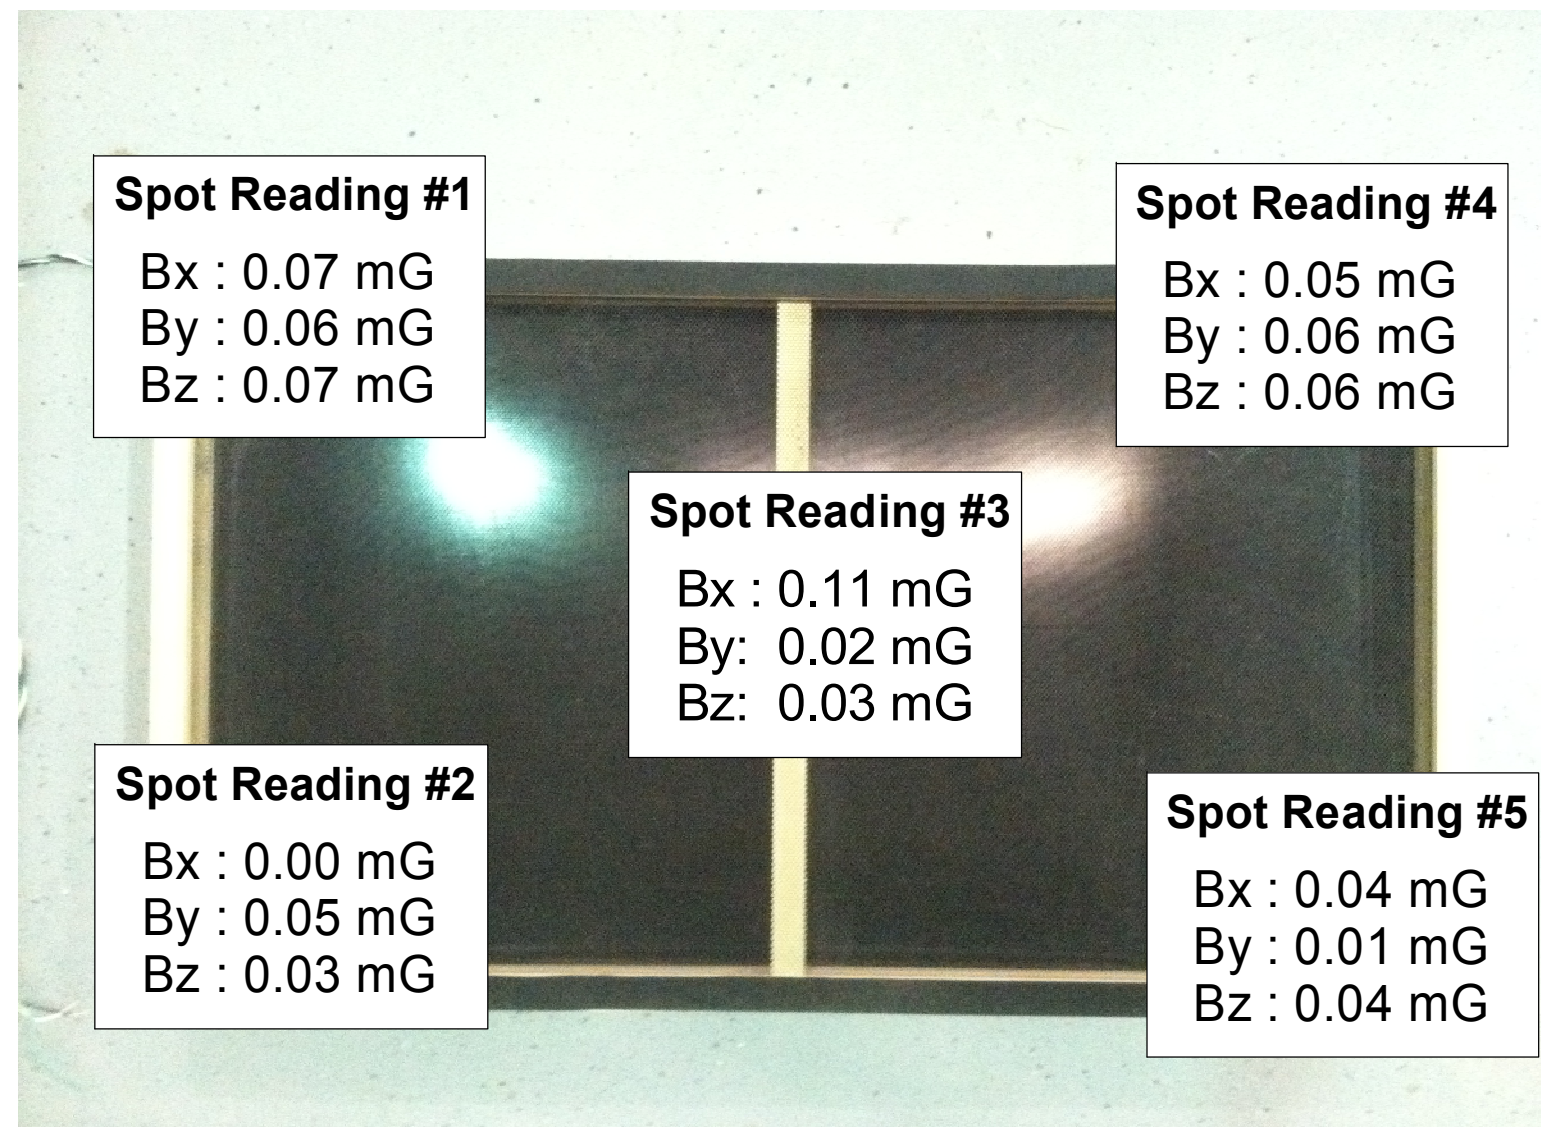 Spot Reading #1
Bx : 0.07 mG
By : 0.06 mG
Bz : 0.07 mG
Spot Reading #2
Bx : 0.00 mG
By : 0.05 mG
Bz : 0.03 mG
Spot Reading #3
Bx : 0.11 mG
By: 0.02 mG
Bz: 0.03 mG
Spot Reading #4
Bx : 0.05 mG
By : 0.06 mG
Bz : 0.06 mG
Spot Reading #5
Bx : 0.04 mG
By : 0.01 mG
Bz : 0.04 mG